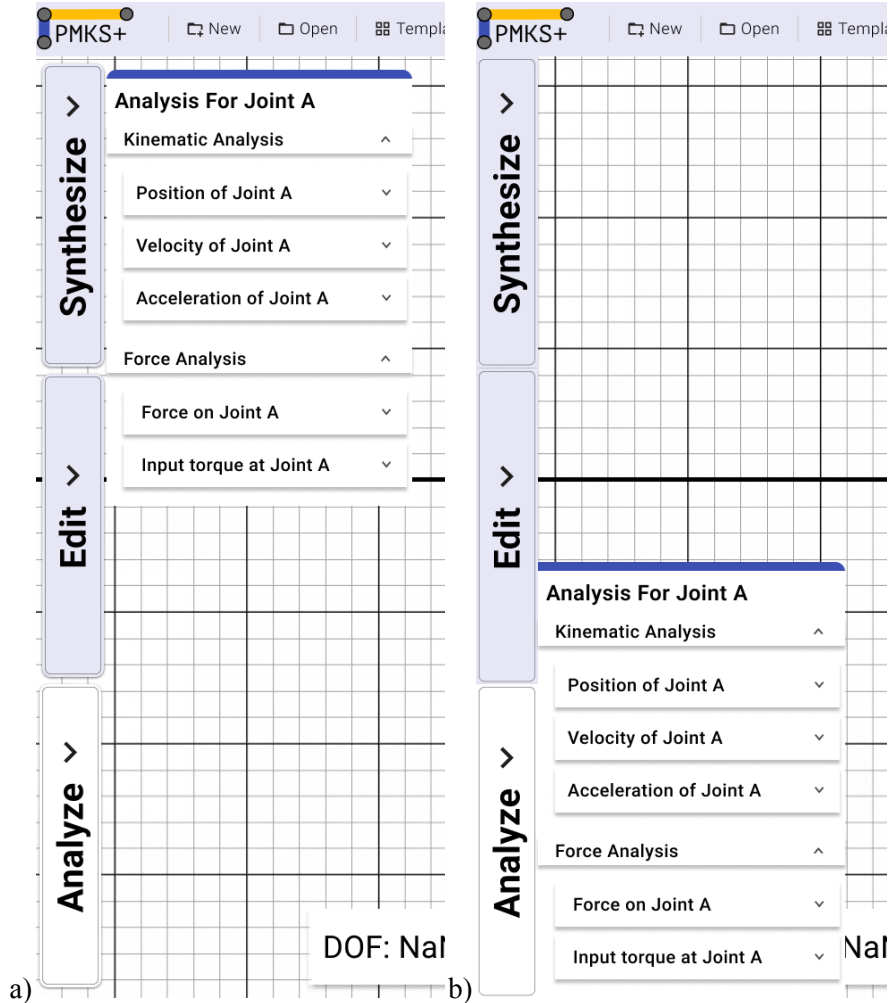 PMKS+ New Open Templa
Synthesize
Edit
Analyze
Analysis For Joint A
Kinematic Analysis
Position of Joint A
Velocity of Joint A
Acceleration of Joint A
Force Analysis
Force on Joint A
Input torque at Joint A
DOF: NaN
a)
PMKS+ New Open Templa
Synthesize
Edit
Analyze
Analysis For Joint A
Kinematic Analysis
Position of Joint A
Velocity of Joint A
Acceleration of Joint A
Force Analysis
Force on Joint A
Input torque at Joint A
NaN
b)